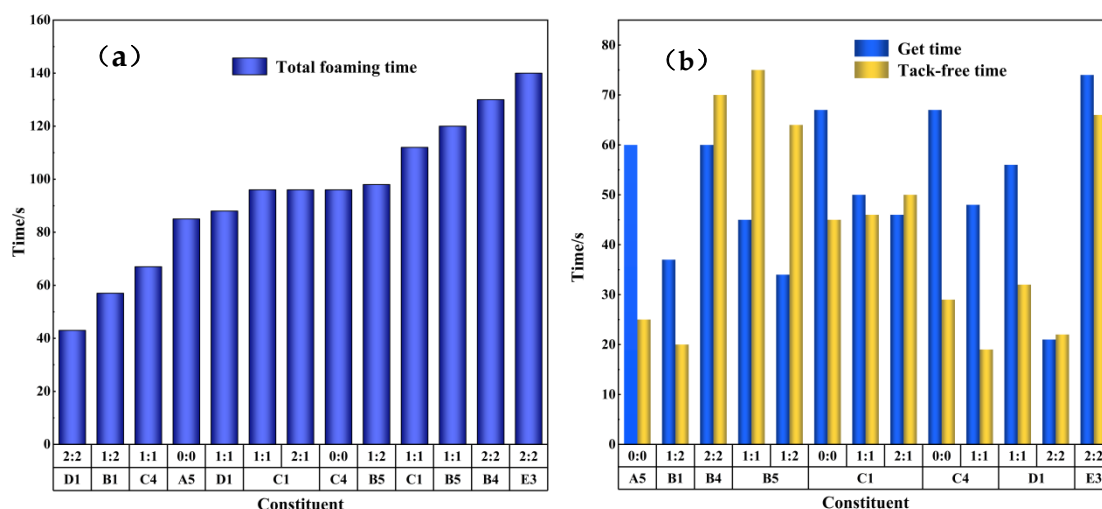 (a)
Total foaming time
Time/s
160
140
120
100
80
60
40
20
0
2:2 1:2 1:1 0:0 1:1 1:1 2:1 0:0 1:2 1:1 1:1 2:2 2:2
D1 B1 C4 A5 D1 C1 C4 B5 C1 B5 B4 E3
Constituent
(b)
Get time
Tack-free time
Time/s
80
70
60
50
40
30
20
10
0
0:0 1:2 2:2 1:1 1:2 0:0 1:1 2:1 0:0 1:1 1:1 2:2 2:2
A5 B1 B4 B5 C1 C4 D1 E3
Constituent